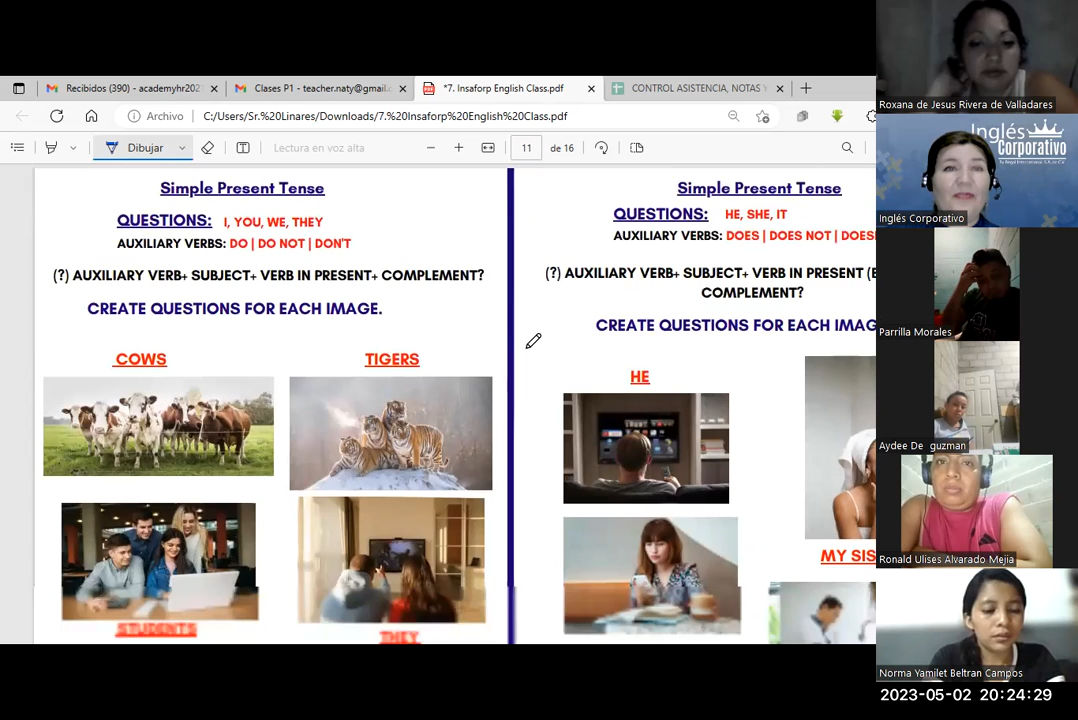 Recibidos (390) - academyhr202
Clases P1 - teacher.naty@gmail.c
*7. Insaforp English Class.pdf
CONTROL ASISTENCIA, NOTAS Y
Archivo
C:/Users/Sr.%20Linares/Downloads/7.%20Insaforp%20English%20Class.pdf
Dibujar
Lectura en voz alta
11
de 16
Simple Present Tense
QUESTIONS: I, YOU, WE, THEY
AUXILIARY VERBS: DO | DO NOT | DON'T
(?) AUXILIARY VERB+ SUBJECT+ VERB IN PRESENT+ COMPLEMENT?
CREATE QUESTIONS FOR EACH IMAGE.
COWS
TIGERS
STUDENTS
THEY
Simple Present Tense
QUESTIONS: HE, SHE, IT
AUXILIARY VERBS: DOES | DOES NOT | DOES
(?) AUXILIARY VERB+ SUBJECT+ VERB IN PRESENT (B
COMPLEMENT?
CREATE QUESTIONS FOR EACH IMAG
HE
MY SIS
Roxana de Jesus Rivera de Valladares
Inglés
Corporativo
Inglés Corporativo
Parrilla Morales
Aydee De guzman
Ronald Ulises Alvarado Mejia
Norma Yamilet Beltran Campos
2023-05-02 20:24:29